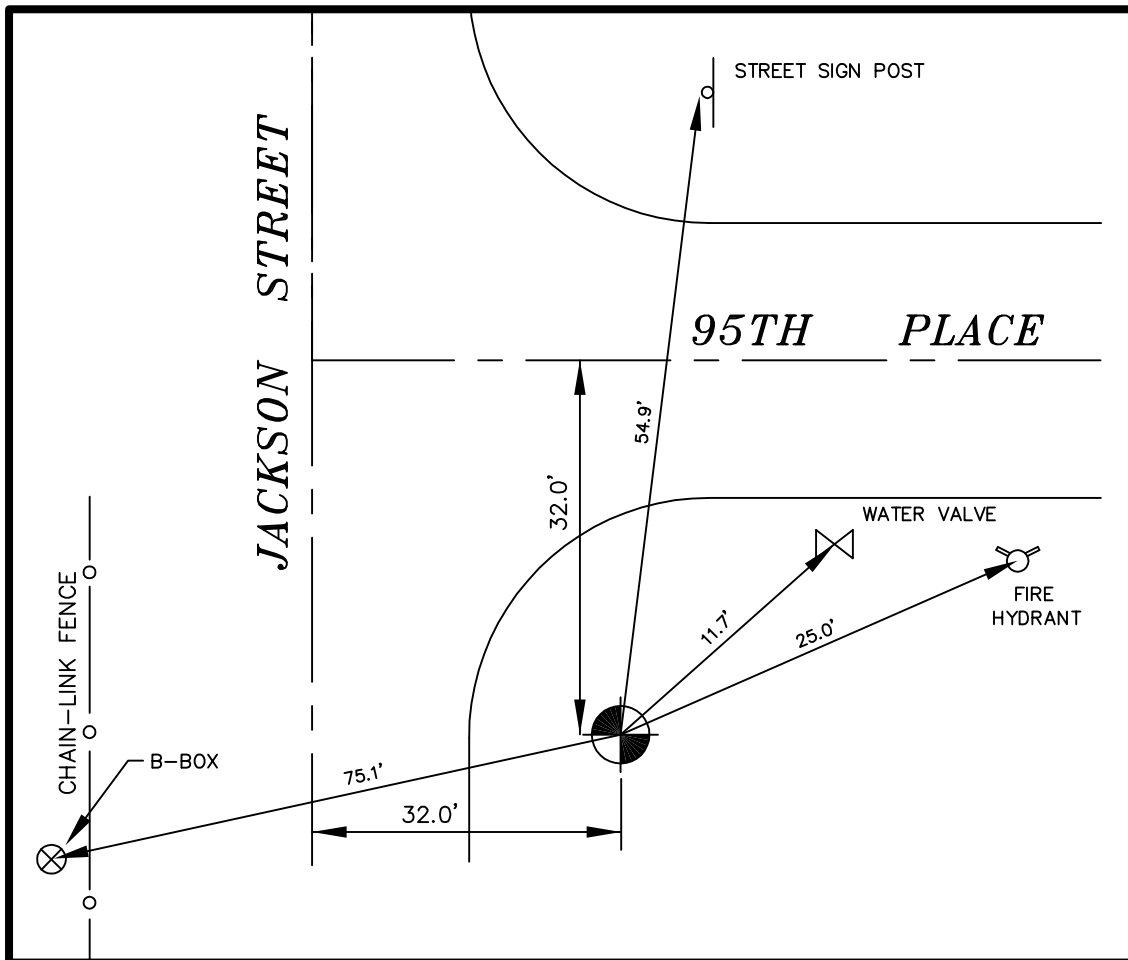 STREET SIGN POST
JACKSON STREET
95TH PLACE
54.9'
32.0'
WATER VALVE
FIRE
HYDRANT
11.7'
25.0'
CHAIN-LINK FENCE
B-BOX
75.1'
32.0'